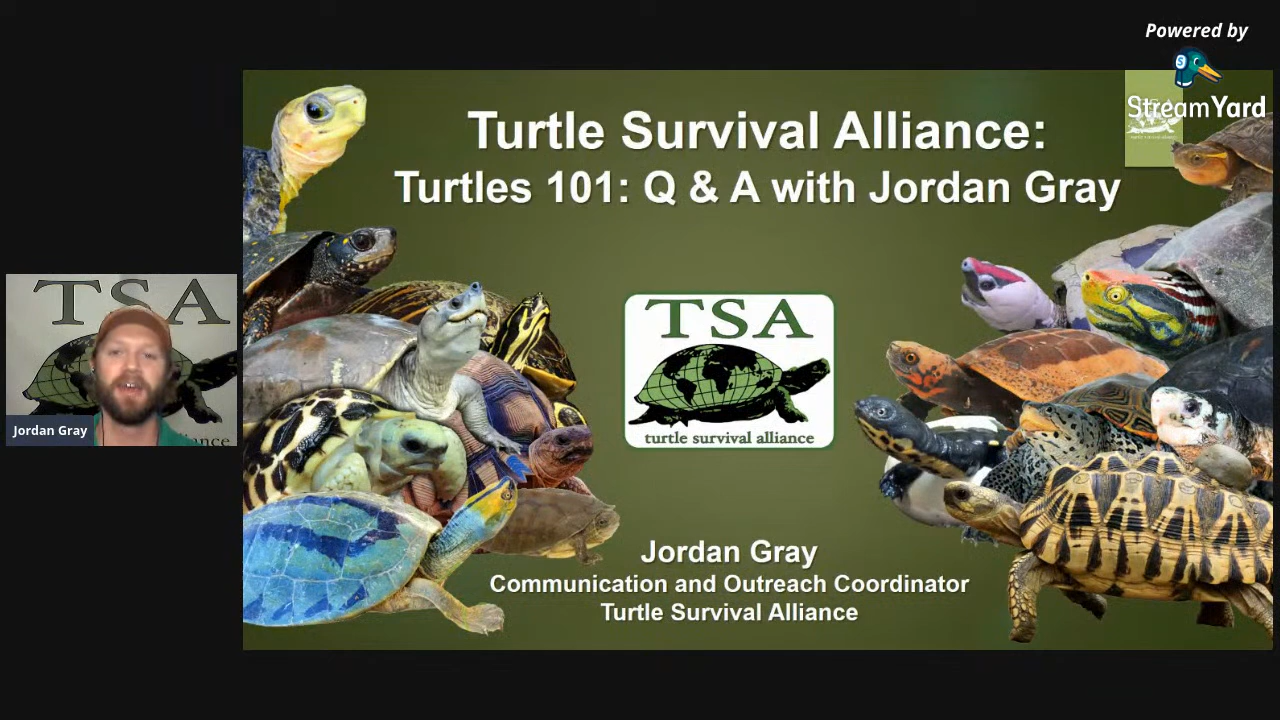 Powered by
StreamYard
Turtle Survival Alliance:
Turtles 101: Q & A with Jordan Gray
TSA
turtle survival alliance
TSA
Jordan Gray
Jordan Gray
Communication and Outreach Coordinator
Turtle Survival Alliance